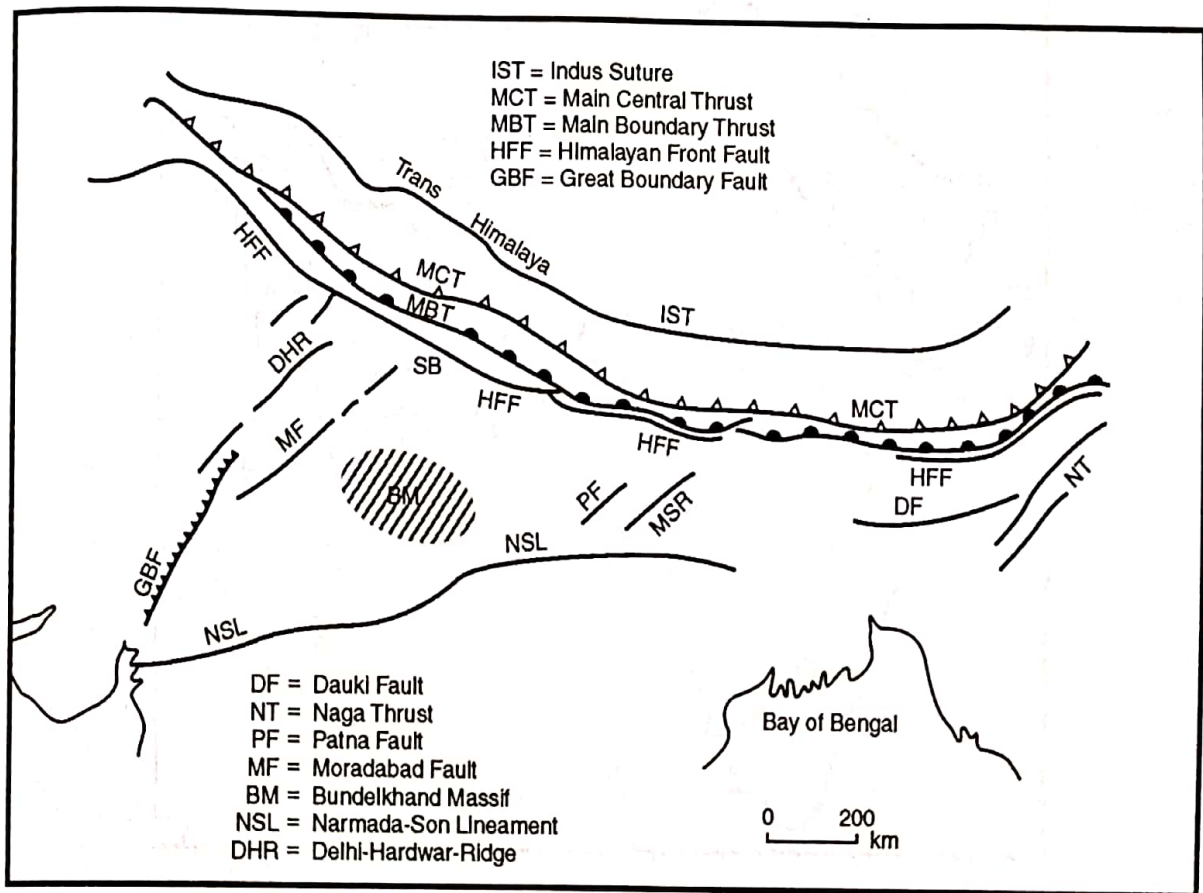 IST = Indus Suture
MCT = Main Central Thrust
MBT = Main Boundary Thrust
HFF = HImalayan Front Fault
GBF = Great Boundary Fault
Trans
Himalaya
HFF
MCT
MBT
IST
DHR
SB
HFF
MCT
MF
HFF
HFF
NT
BM
PF
MSR
DF
NSL
GBF
NSL
DF = Dauki Fault
NT = Naga Thrust
PF = Patna Fault
MF = Moradabad Fault
BM = Bundelkhand Massif
NSL = Narmada-Son Lineament
DHR = Delhi-Hardwar-Ridge
Bay of Bengal
0 200
km